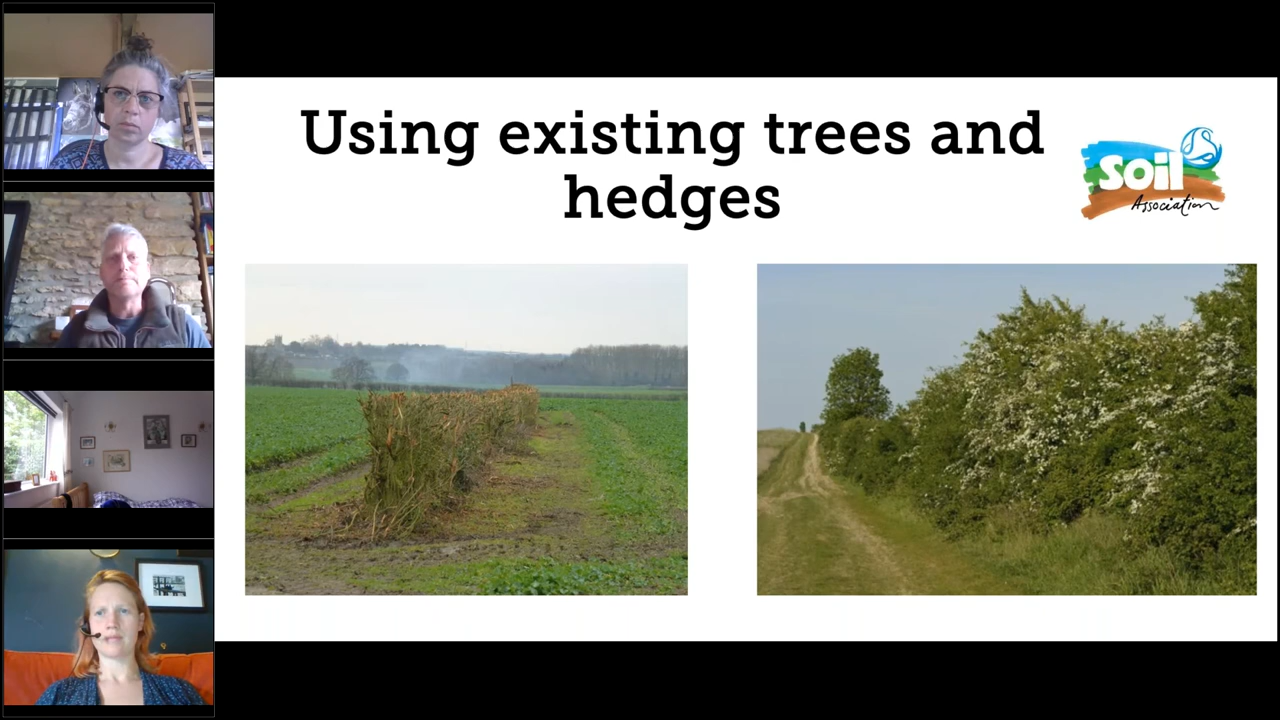 Using existing trees and
hedges
Soil
Association